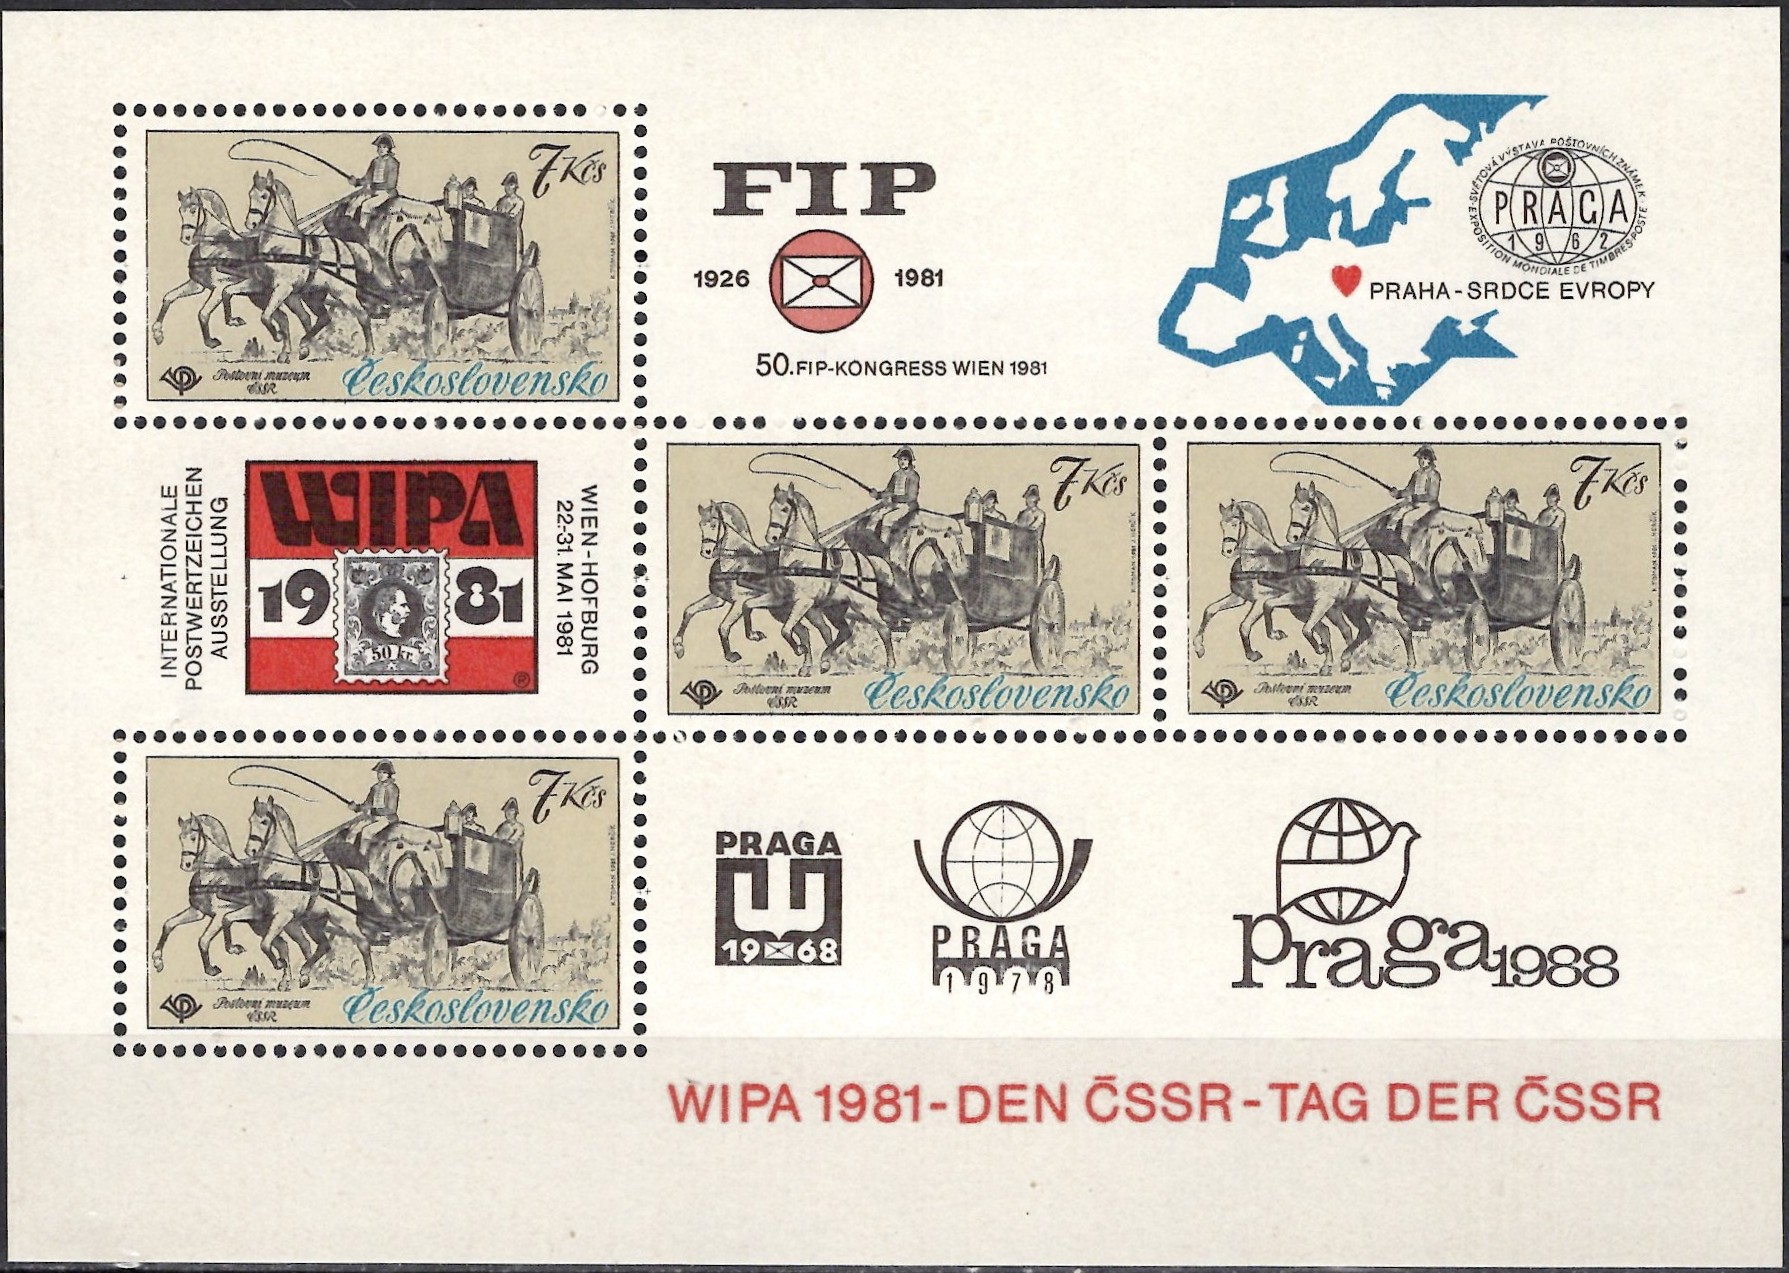 7 Kčs
Poštovní muzeum
ČSSR
Československo
FIP
1926 1981
50. FIP-KONGRESS WIEN 1981
SVĚTOVÁ VÝSTAVA POŠTOVNÍCH ZNÁMEK · EXPOSITION MONDIALE DE TIMBRES-POSTE ·
PRAGA
1962
PRAHA - SRDCE EVROPY
INTERNATIONALE
POSTWERTZEICHEN
AUSSTELLUNG
WIPA
1981
50 kr.
WIEN - HOFBURG
22.-31. MAI 1981
7 Kčs
Poštovní muzeum
ČSSR
Československo
7 Kčs
Poštovní muzeum
ČSSR
Československo
7 Kčs
Poštovní muzeum
ČSSR
Československo
PRAGA
1968
PRAGA
1978
Praga 1988
WIPA 1981 - DEN ČSSR - TAG DER ČSSR